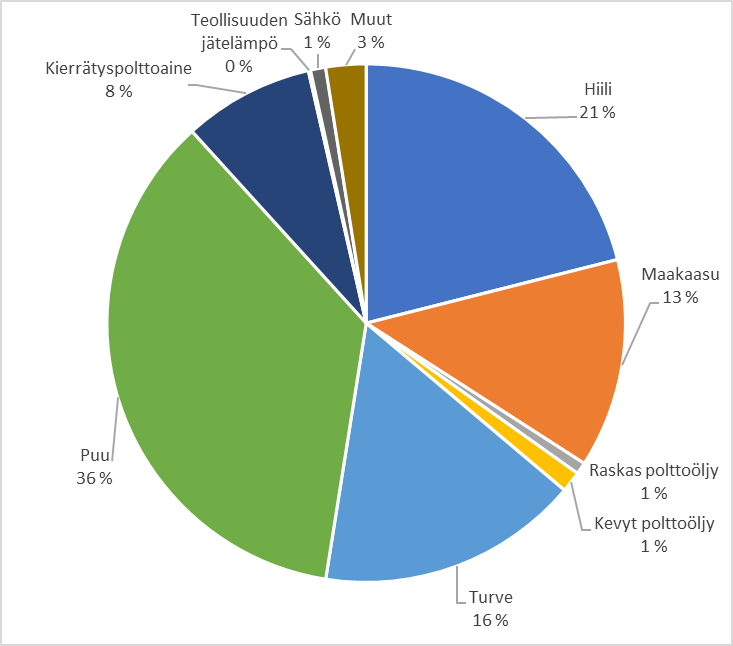 Teollisuuden
jätelämpö
0 %
Sähkö
1 %
Muut
3 %
Kierrätyspolttoaine
8 %
Hiili
21 %
Maakaasu
13 %
Raskas polttoöljy
1 %
Kevyt polttoöljy
1 %
Turve
16 %
Puu
36 %